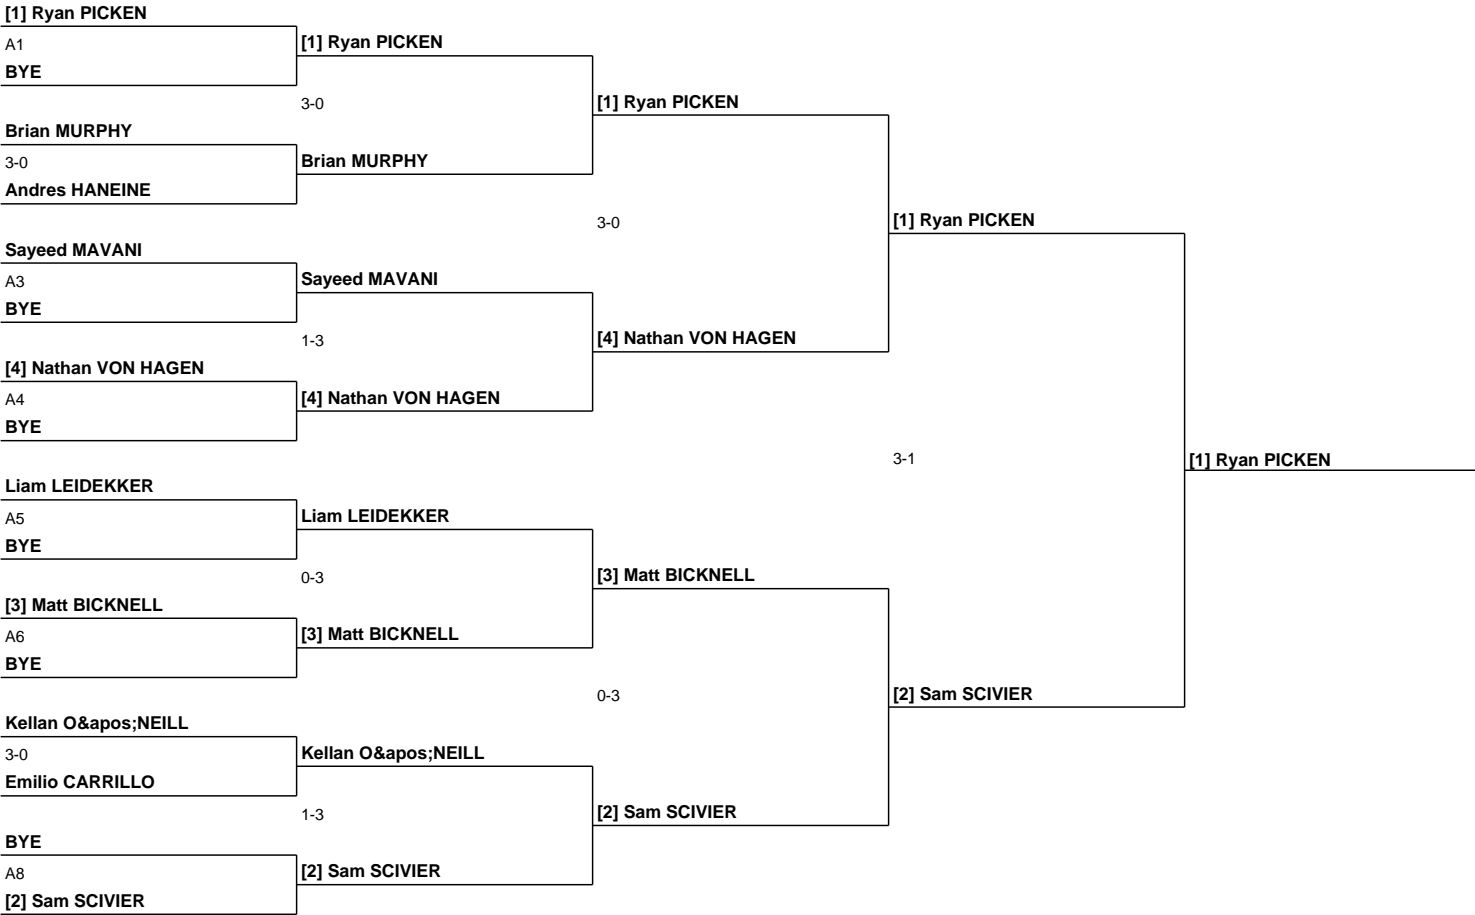 [1] Ryan PICKEN
A1
BYE
Brian MURPHY
3-0
Andres HANEINE
Sayeed MAVANI
A3
BYE
[4] Nathan VON HAGEN
A4
BYE
Liam LEIDEKKER
A5
BYE
[3] Matt BICKNELL
A6
BYE
Kellan O&apos;NEILL
3-0
Emilio CARRILLO
BYE
A8
[2] Sam SCIVIER
[1] Ryan PICKEN
3-0
Brian MURPHY
Sayeed MAVANI
1-3
[4] Nathan VON HAGEN
Liam LEIDEKKER
0-3
[3] Matt BICKNELL
Kellan O&apos;NEILL
1-3
[2] Sam SCIVIER
[1] Ryan PICKEN
3-0
[4] Nathan VON HAGEN
[3] Matt BICKNELL
0-3
[2] Sam SCIVIER
[1] Ryan PICKEN
3-1
[2] Sam SCIVIER
[1] Ryan PICKEN